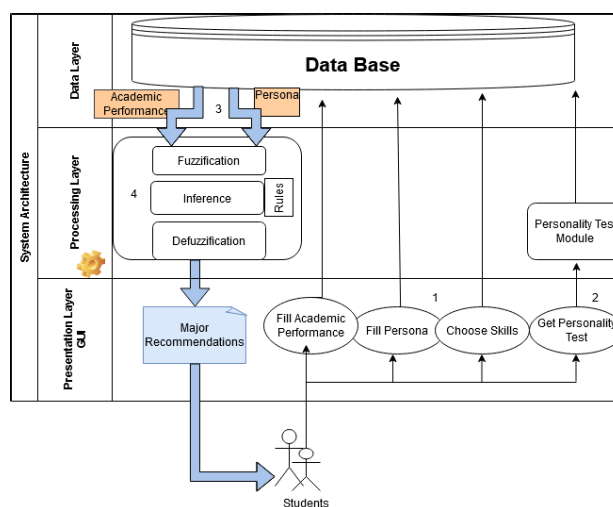 System Architecture
Data Layer
Data Base
Academic
Performance
3
Persona
Processing Layer
4
Fuzzification
Inference
Rules
Defuzzification
Personality Test
Module
Presentation Layer
GUI
Major
Recommendations
1
2
Fill Academic
Performance
Fill Persona
Choose Skills
Get Personality
Test
Students